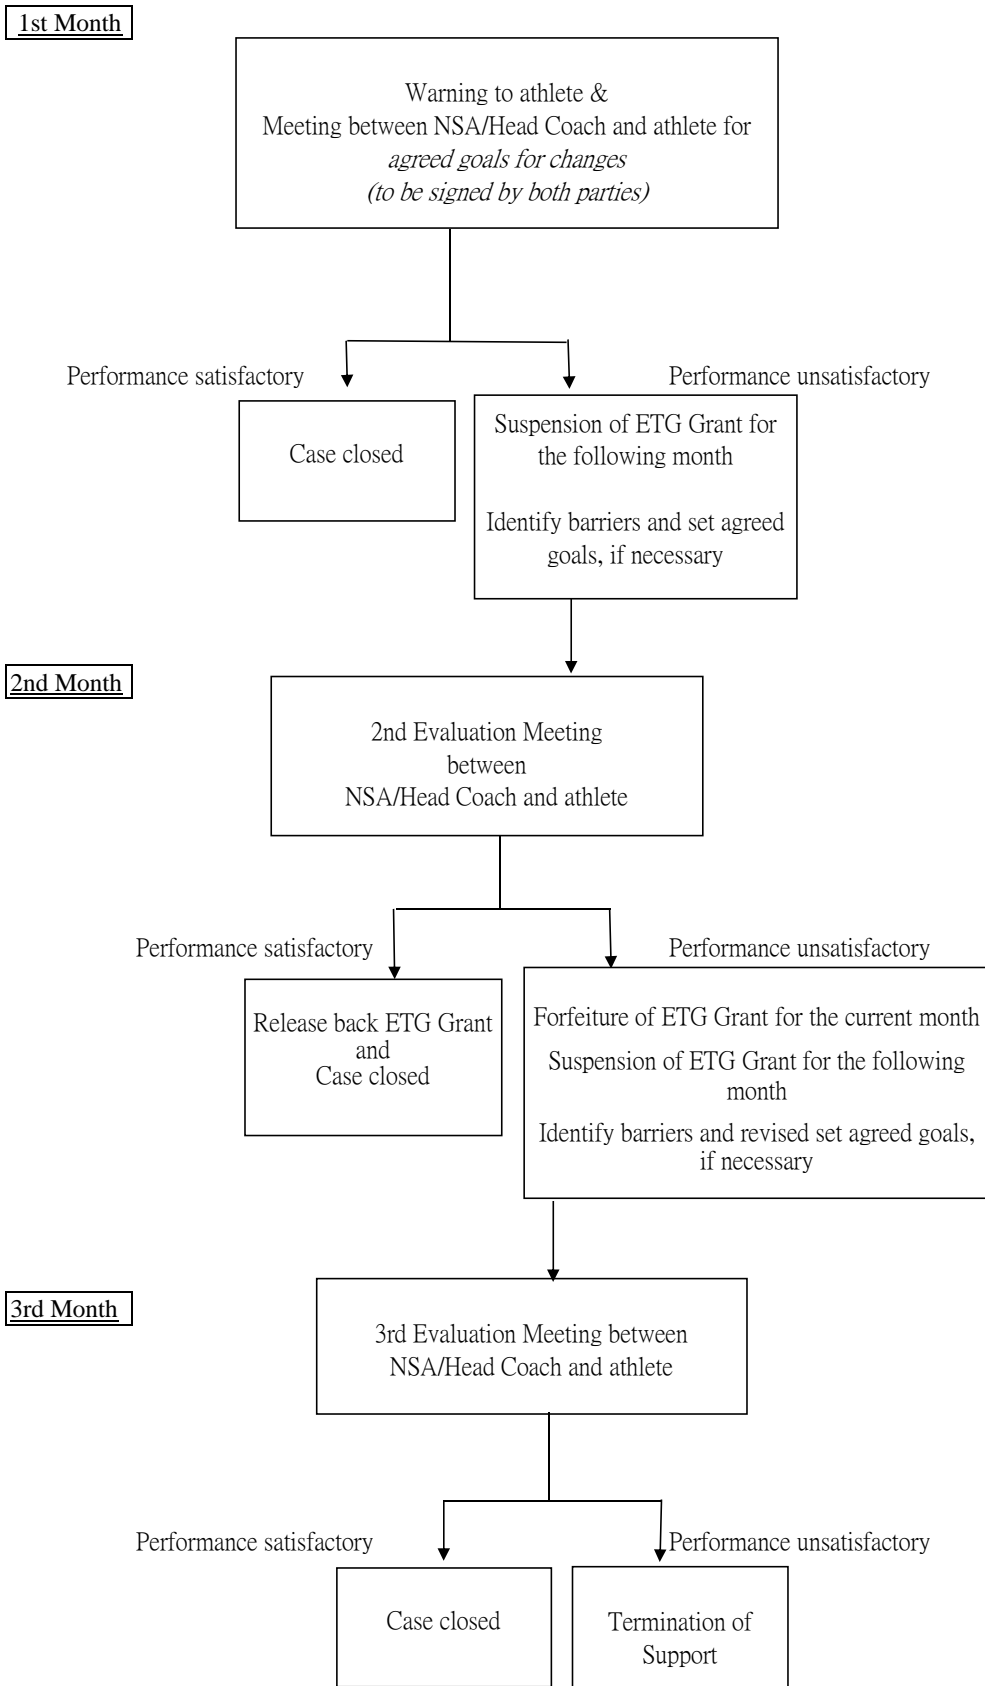 1st Month
Warning to athlete &
Meeting between NSA/Head Coach and athlete for
agreed goals for changes
(to be signed by both parties)
Performance satisfactory
Performance unsatisfactory
Case closed
Suspension of ETG Grant for
the following month
Identify barriers and set agreed
goals, if necessary
2nd Month
2nd Evaluation Meeting
between
NSA/Head Coach and athlete
Performance satisfactory
Performance unsatisfactory
Release back ETG Grant
and
Case closed
Forfeiture of ETG Grant for the current month
Suspension of ETG Grant for the following
month
Identify barriers and revised set agreed goals,
if necessary
3rd Month
3rd Evaluation Meeting between
NSA/Head Coach and athlete
Performance satisfactory
Performance unsatisfactory
Case closed
Termination of
Support